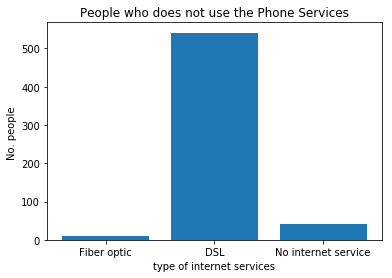 People who does not use the Phone Services
500
400
300
200
100
0
No. people
Fiber optic DSL No internet service
type of internet services